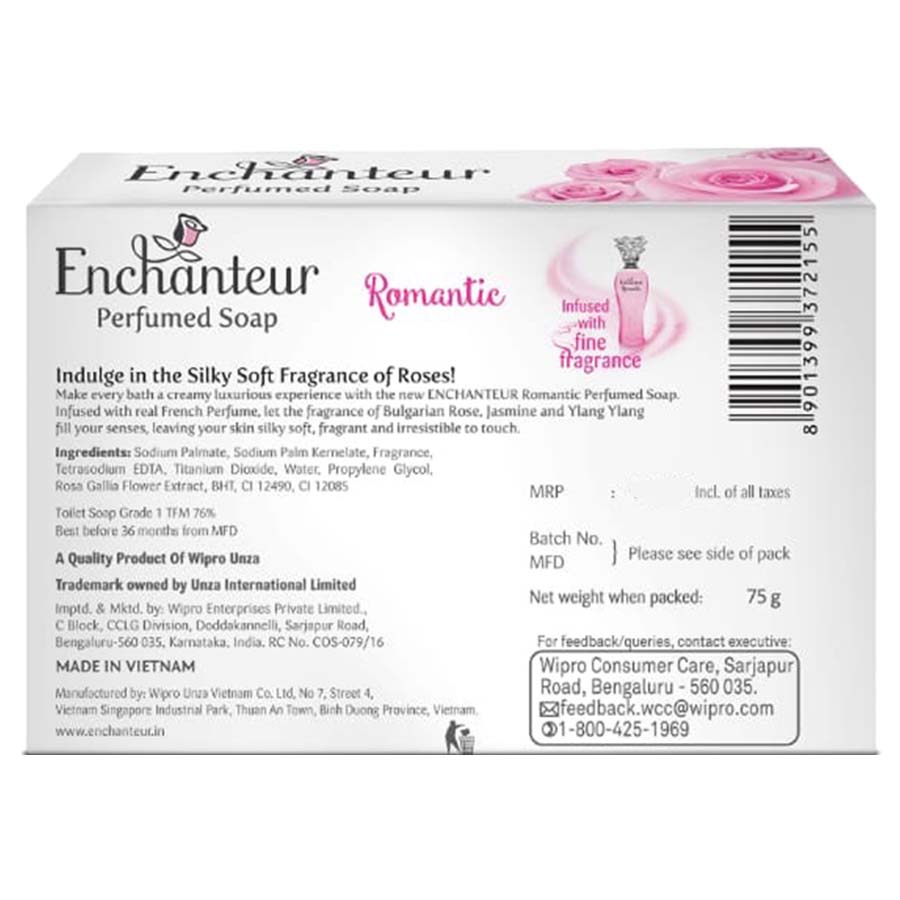 Enchanteur
Perfumed Soap
Enchanteur
Perfumed Soap
Romantic
Infused
with
fine
fragrance
8 901399 372155
Indulge in the Silky Soft Fragrance of Roses!
Make every bath a creamy luxurious experience with the new ENCHANTEUR Romantic Perfumed Soap.
Infused with real French Perfume, let the fragrance of Bulgarian Rose, Jasmine and Ylang Ylang
fill your senses, leaving your skin silky soft, fragrant and irresistible to touch.
Ingredients: Sodium Palmate, Sodium Palm Kernelate, Fragrance,
Tetrasodium EDTA, Titanium Dioxide, Water, Propylene Glycol,
Rosa Gallia Flower Extract, BHT, CI 12490, CI 12085
Toilet Soap Grade 1 TFM 76%
Best before 36 months from MFD
A Quality Product Of Wipro Unza
Trademark owned by Unza International Limited
Imptd. & Mktd. by: Wipro Enterprises Private Limited.,
C Block, CCLG Division, Doddakannelli, Sarjapur Road,
Bengaluru-560 035, Karnataka, India. RC No. COS-079/16
MADE IN VIETNAM
Manufactured by: Wipro Unza Vietnam Co. Ltd, No 7, Street 4,
Vietnam Singapore Industrial Park, Thuan An Town, Binh Duong Province, Vietnam.
www.enchanteur.in
MRP : Incl. of all taxes
Batch No.
MFD } Please see side of pack
Net weight when packed: 75 g
For feedback/queries, contact executive:
Wipro Consumer Care, Sarjapur
Road, Bengaluru - 560 035.
feedback.wcc@wipro.com
1-800-425-1969